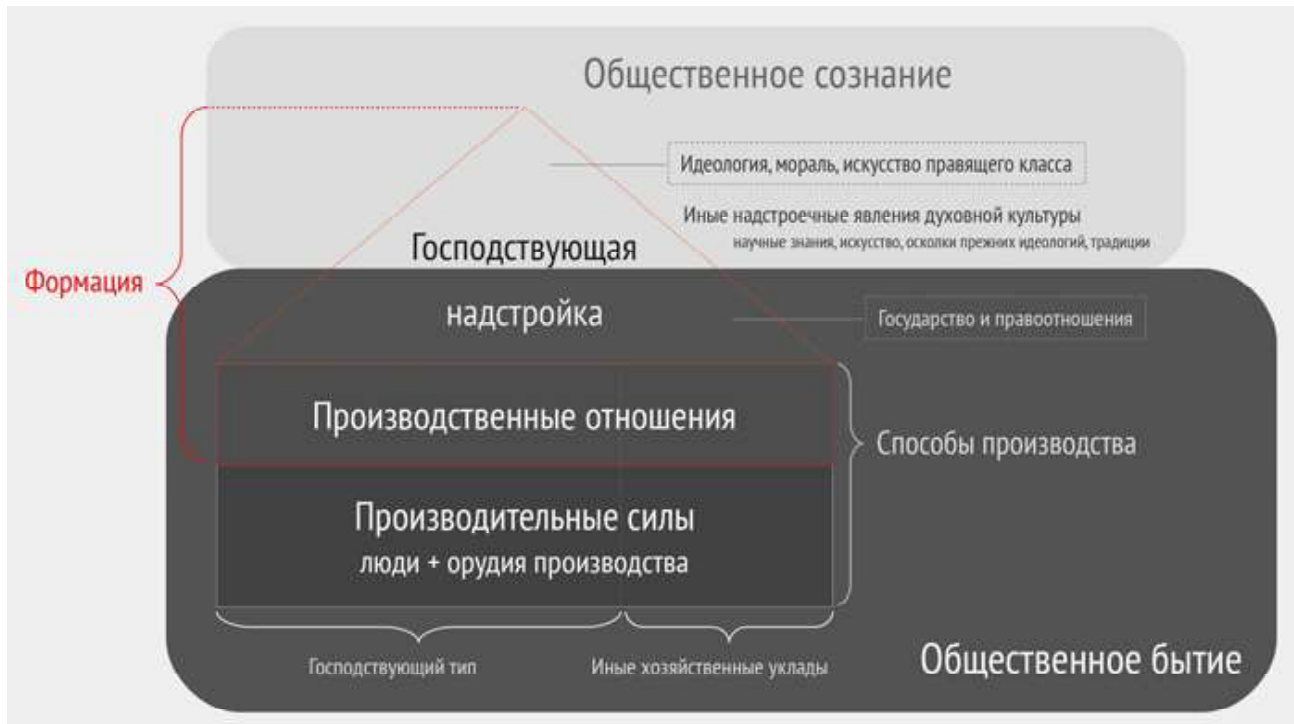 Общественное сознание
Идеология, мораль, искусство правящего класса
Иные надстроечные явления духовной культуры
научные знания, искусство, осколки прежних идеологий, традиции
Господствующая
Формация
надстройка
Государство и правоотношения
Производственные отношения
Способы производства
Производительные силы
люди + орудия производства
Господствующий тип
Иные хозяйственные уклады
Общественное бытие